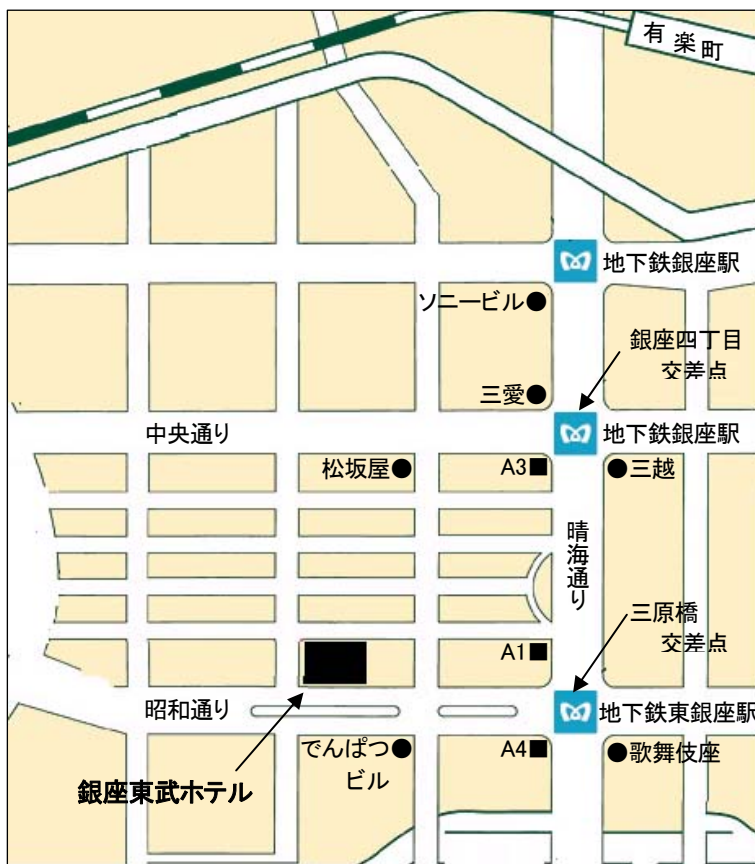 有楽町
地下鉄銀座駅
ソニービル
銀座四丁目
交差点
三愛
中央通り
地下鉄銀座駅
松坂屋
A3
三越
晴海通り
三原橋
交差点
A1
昭和通り
地下鉄東銀座駅
でんぱつ
ビル
A4
歌舞伎座
銀座東武ホテル